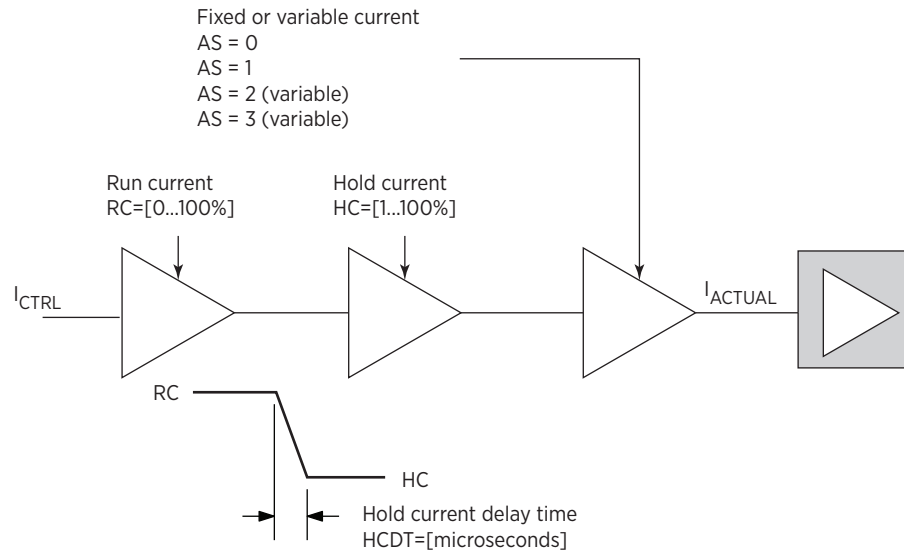 Fixed or variable current
AS = 0
AS = 1
AS = 2 (variable)
AS = 3 (variable)
Run current
RC=[0...100%]
Hold current
HC=[1...100%]
ICTRL
IACTUAL
RC
HC
Hold current delay time
HCDT=[microseconds]